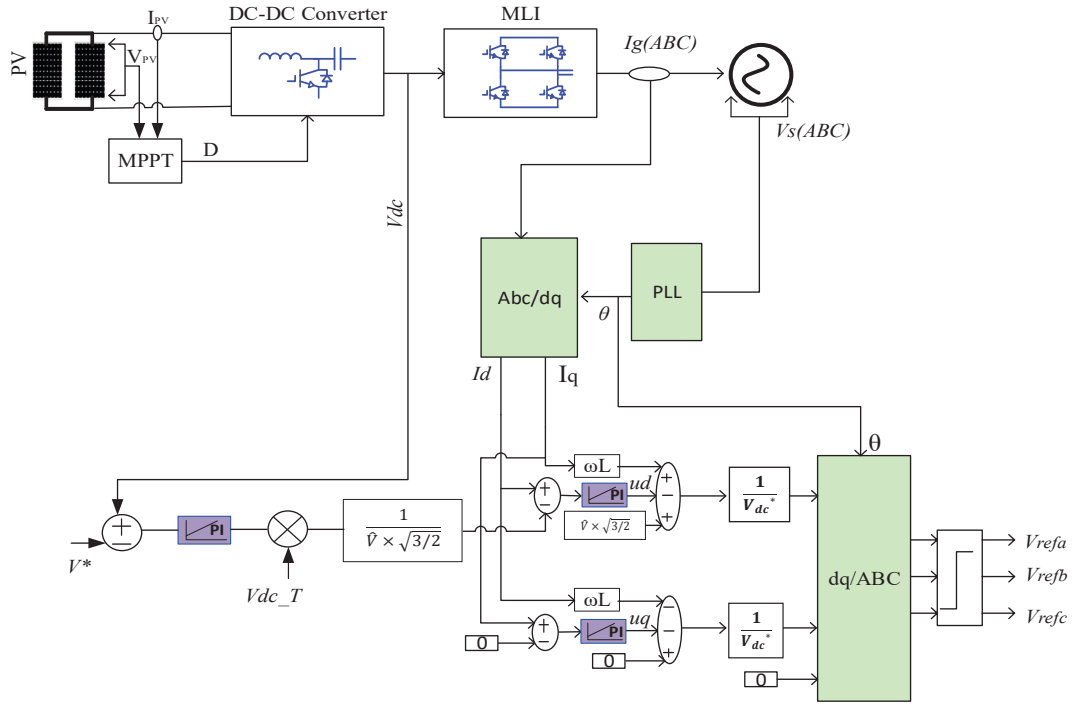 DC-DC Converter
MLI
I_PV
Ig(ABC)
PV
V_PV
Vs(ABC)
MPPT
D
Vdc
Abc/dq
PLL
θ
Id
Iq
θ
ωL
+
ud
+
1
+
−
PI
−
V_dc*
V̂ × √3/2
+
+
−
PI
1
V̂ × √3/2
V*
Vdc_T
dq/ABC
Vrefa
Vrefb
Vrefc
ωL
−
uq
+
−
PI
−
1
V_dc*
0
0
+
0